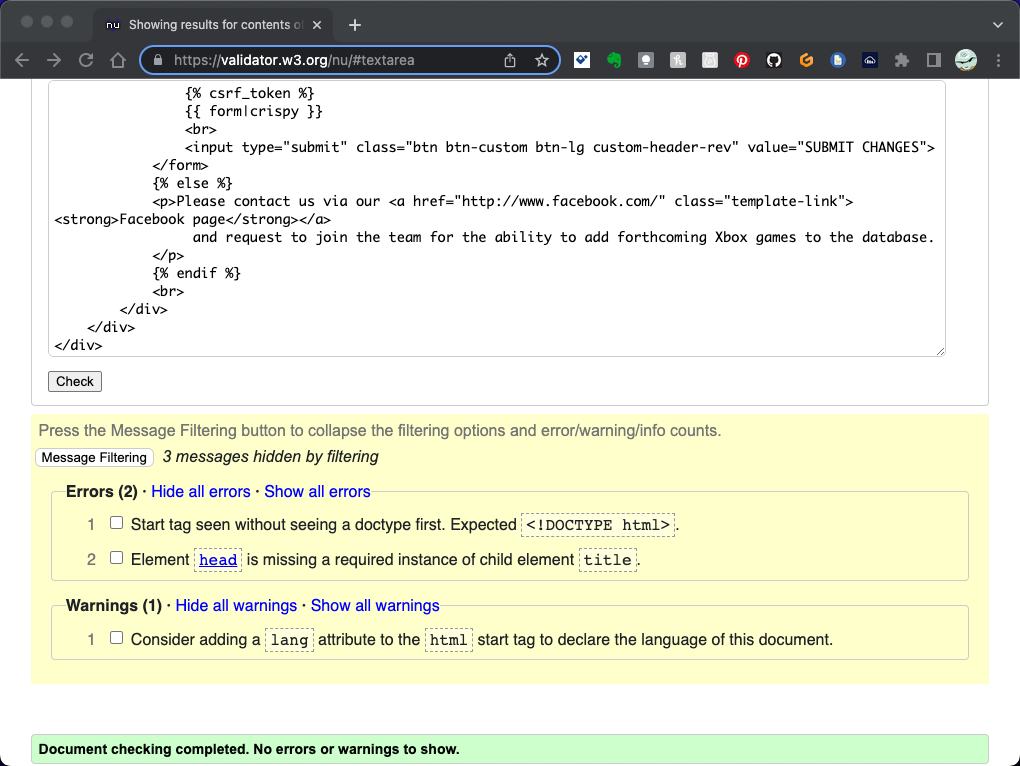 nu Showing results for contents o
https://validator.w3.org/nu/#textarea
{% csrf_token %}
{{ form|crispy }}
<br>
<input type="submit" class="btn btn-custom btn-lg custom-header-rev" value="SUBMIT CHANGES">
</form>
{% else %}
<p>Please contact us via our <a href="http://www.facebook.com/" class="template-link">
<strong>Facebook page</strong></a>
and request to join the team for the ability to add forthcoming Xbox games to the database.
</p>
{% endif %}
<br>
</div>
</div>
</div>
Check
Press the Message Filtering button to collapse the filtering options and error/warning/info counts.
Message Filtering 3 messages hidden by filtering
Errors (2) · Hide all errors · Show all errors
1 Start tag seen without seeing a doctype first. Expected <!DOCTYPE html>.
2 Element head is missing a required instance of child element title.
Warnings (1) · Hide all warnings · Show all warnings
1 Consider adding a lang attribute to the html start tag to declare the language of this document.
Document checking completed. No errors or warnings to show.